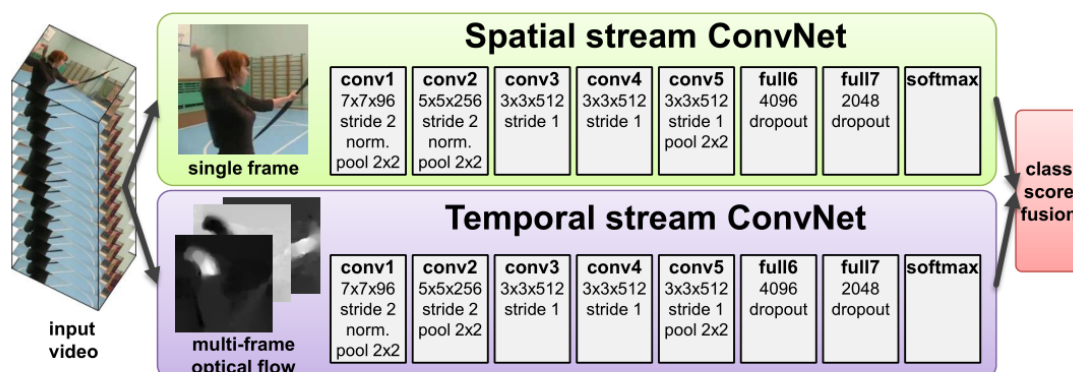 Spatial stream ConvNet
single frame
conv1
7x7x96
stride 2
norm.
pool 2x2
conv2
5x5x256
stride 2
norm.
pool 2x2
conv3
3x3x512
stride 1
conv4
3x3x512
stride 1
conv5
3x3x512
stride 1
pool 2x2
full6
4096
dropout
full7
2048
dropout
softmax
input
video
Temporal stream ConvNet
multi-frame
optical flow
conv1
7x7x96
stride 2
norm.
pool 2x2
conv2
5x5x256
stride 2
pool 2x2
conv3
3x3x512
stride 1
conv4
3x3x512
stride 1
conv5
3x3x512
stride 1
pool 2x2
full6
4096
dropout
full7
2048
dropout
softmax
class
score
fusion